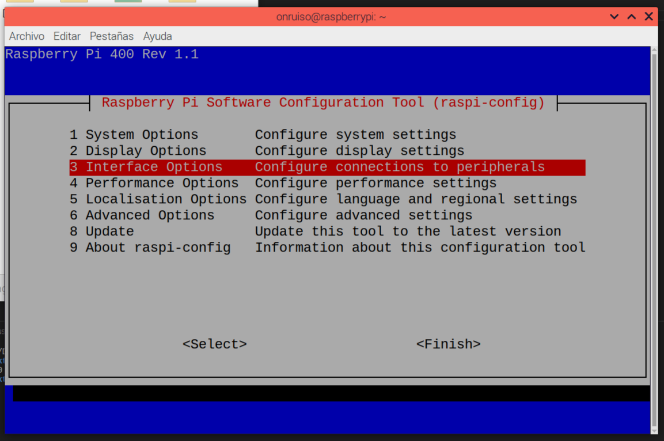 onruiso@raspberrypi: ~
Archivo Editar Pestañas Ayuda
Raspberry Pi 400 Rev 1.1
Raspberry Pi Software Configuration Tool (raspi-config)
1 System Options Configure system settings
2 Display Options Configure display settings
3 Interface Options Configure connections to peripherals
4 Performance Options Configure performance settings
5 Localisation Options Configure language and regional settings
6 Advanced Options Configure advanced settings
8 Update Update this tool to the latest version
9 About raspi-config Information about this configuration tool
<Select> <Finish>